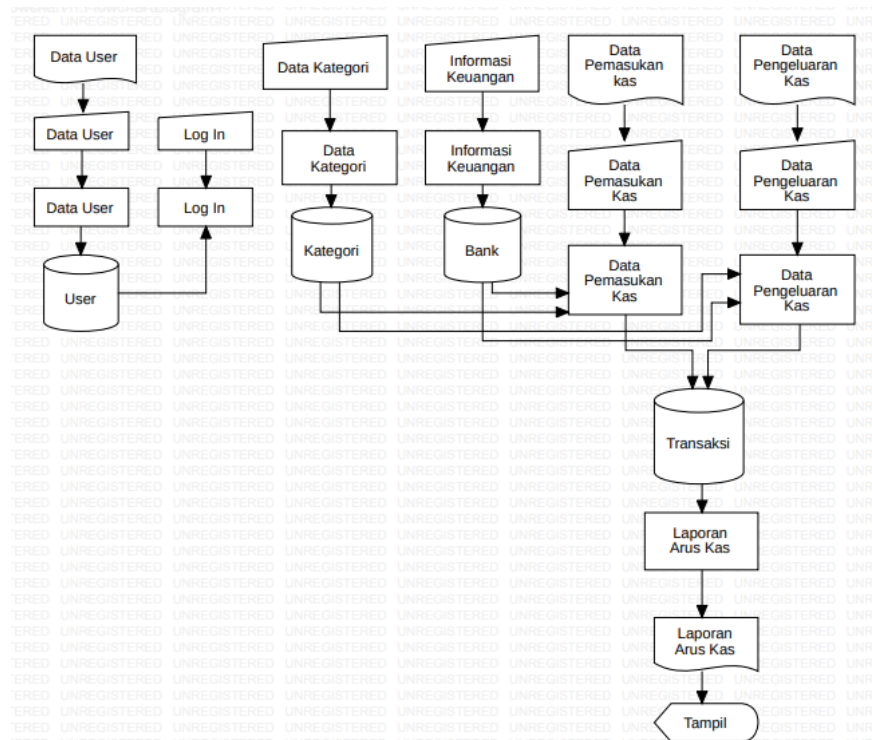 Data User
Data User
Data User
User
Log In
Log In
Data Kategori
Data
Kategori
Kategori
Informasi
Keuangan
Informasi
Keuangan
Bank
Data
Pemasukan
kas
Data
Pemasukan
Kas
Data
Pemasukan
Kas
Data
Pengeluaran
Kas
Data
Pengeluaran
Kas
Data
Pengeluaran
Kas
Transaksi
Laporan
Arus Kas
Laporan
Arus Kas
Tampil
UNREGISTERED